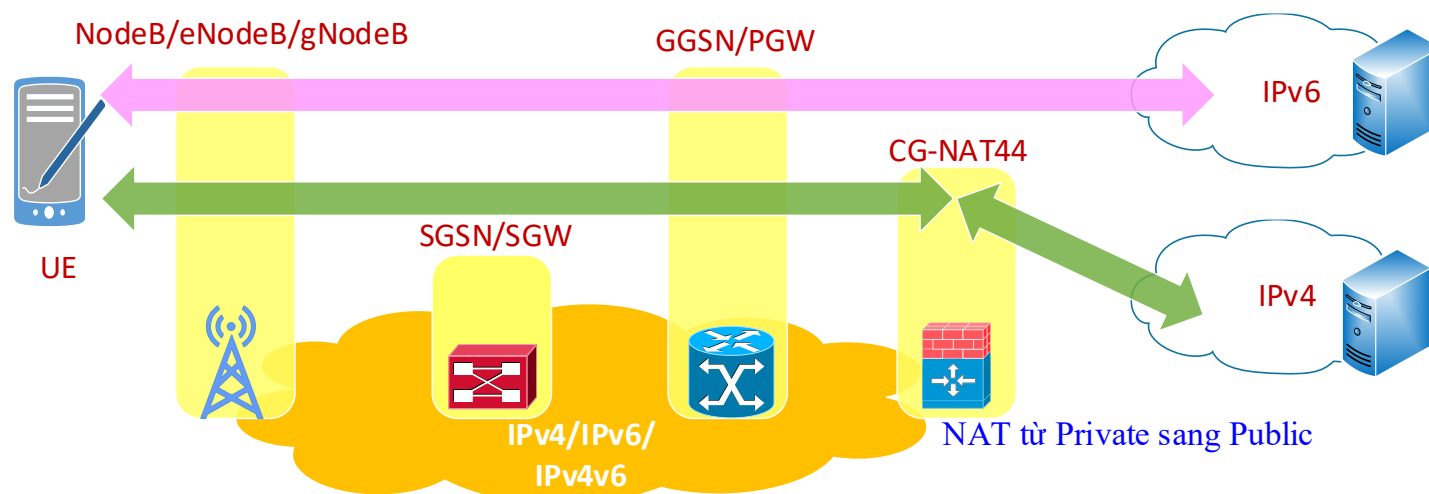 NodeB/eNodeB/gNodeB
GGSN/PGW
IPv6
CG-NAT44
SGSN/SGW
UE
IPv4
IPv4/IPv6/
IPv4v6
NAT từ Private sang Public